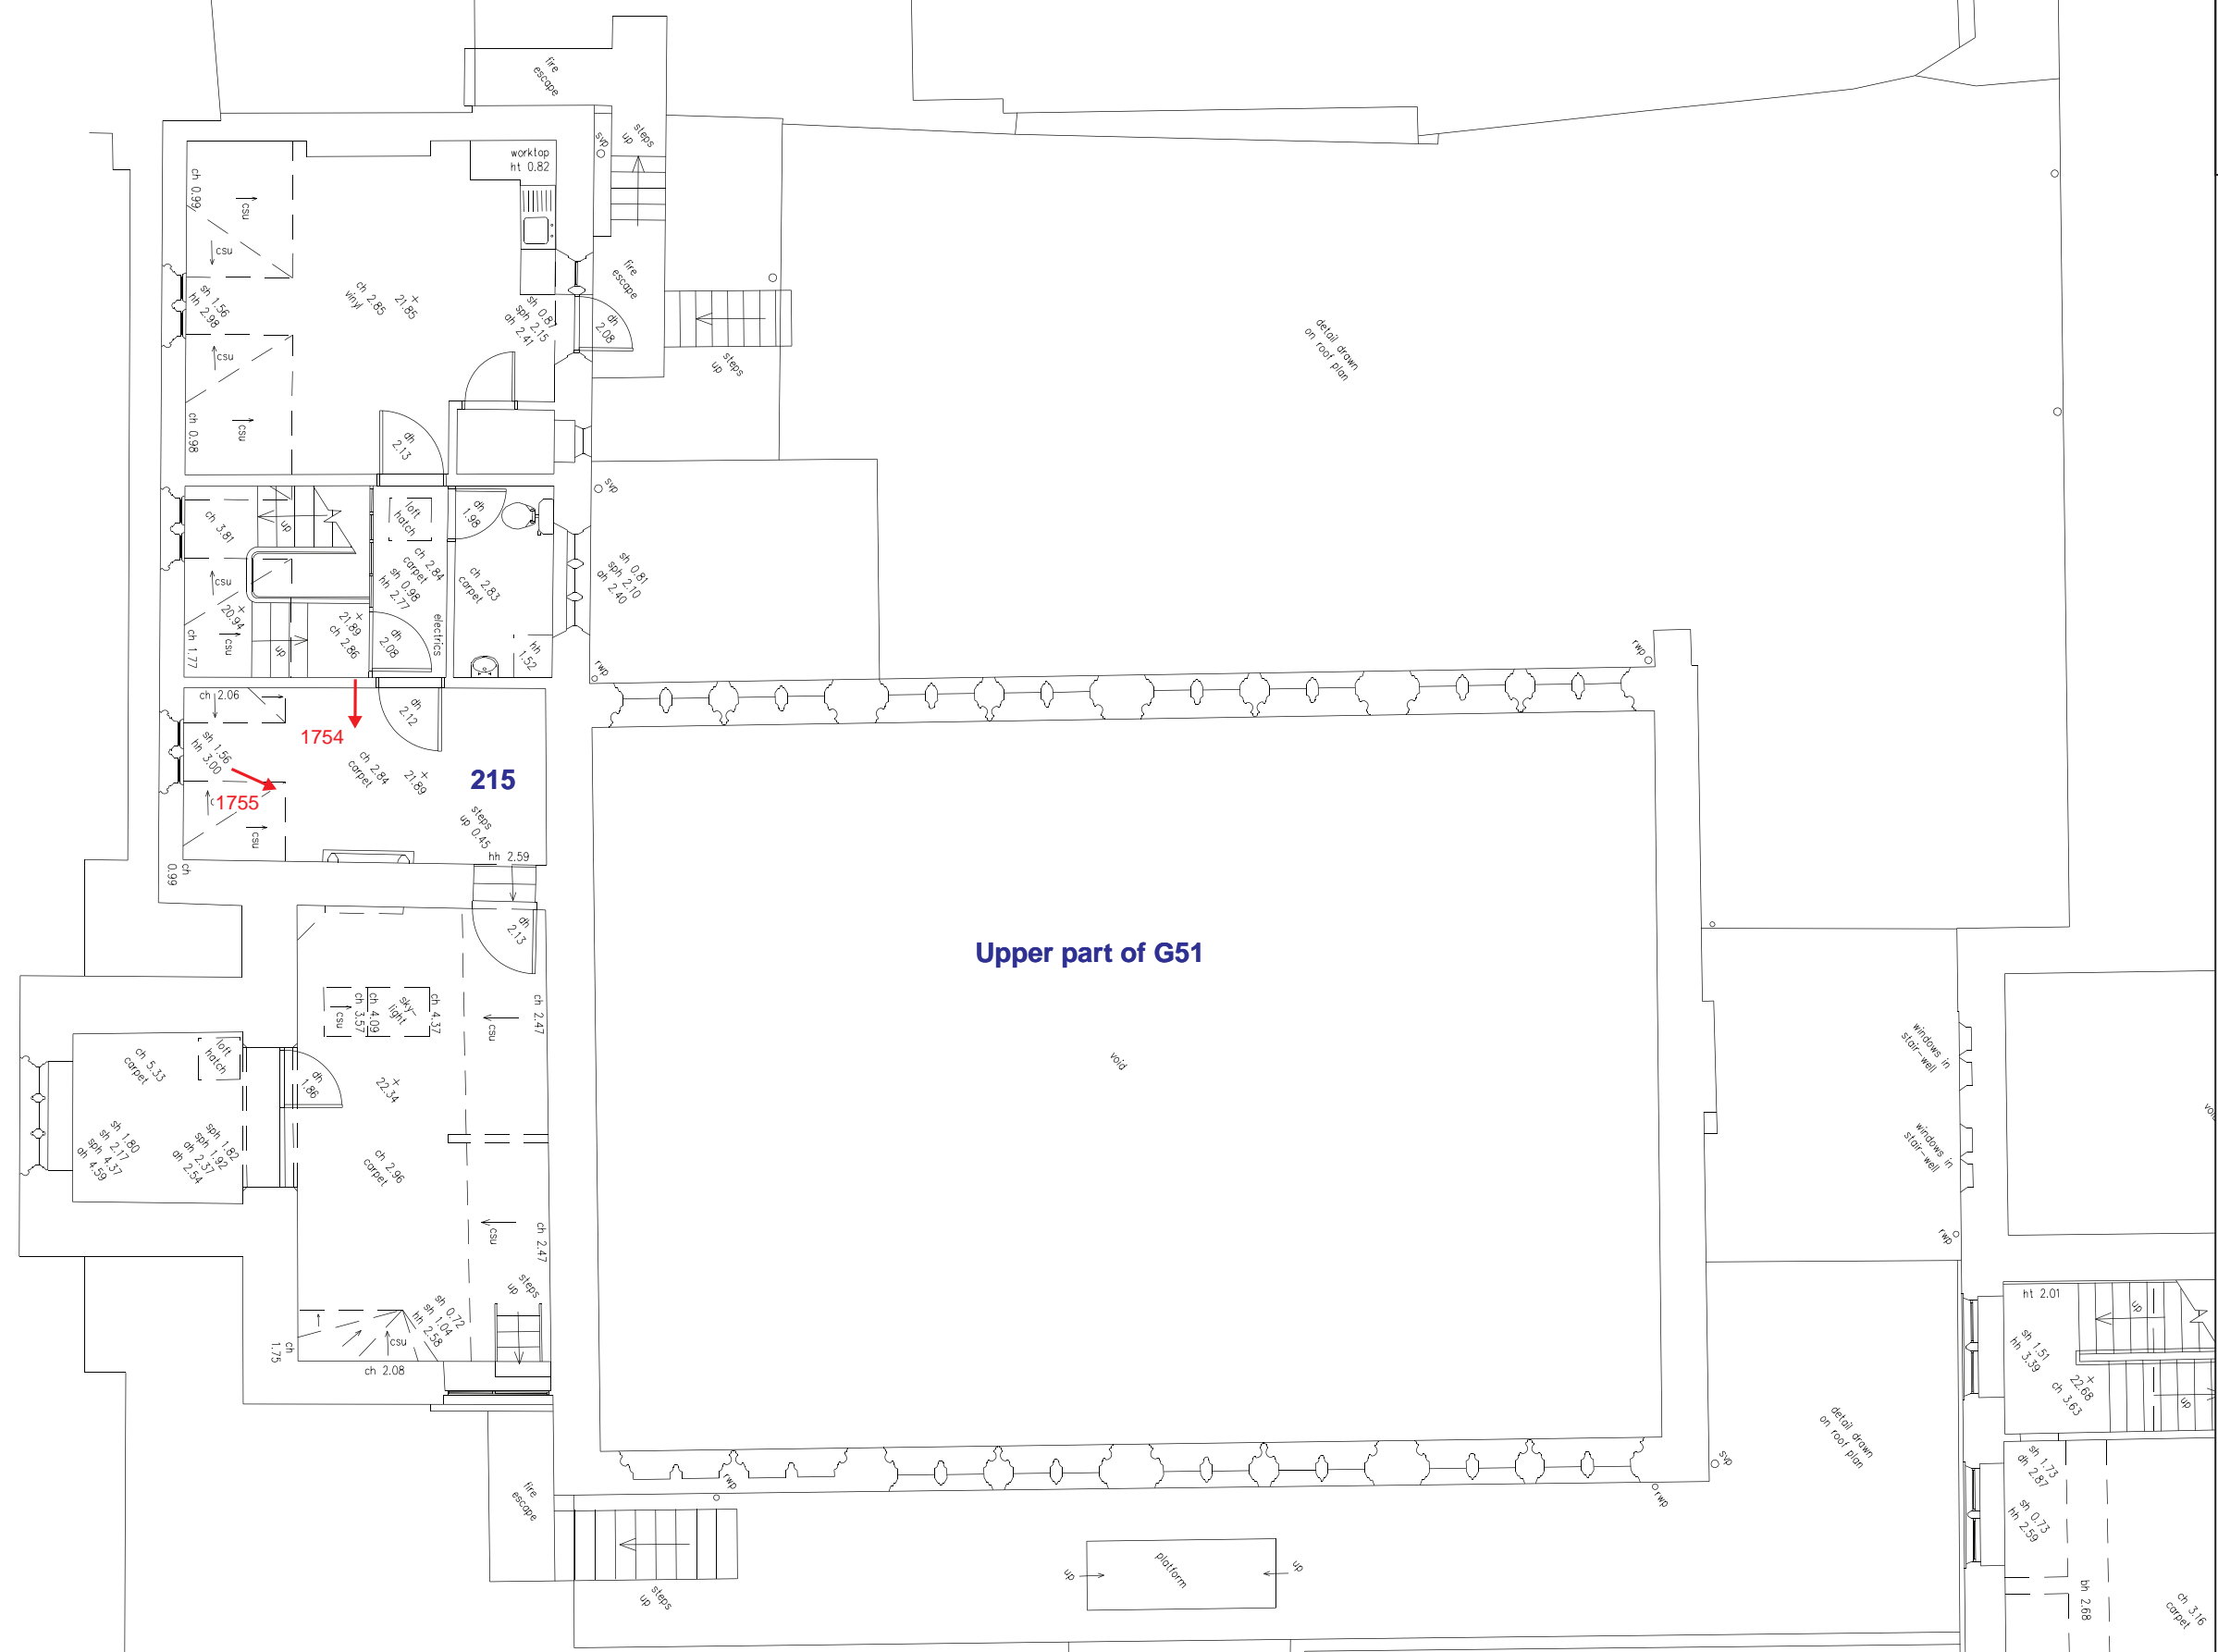 fire
escape
svp
steps
up
worktop
ht 0.82
ch 0.99
csu
csu
sh 1.56
hh 2.98
ch 2.85
vinyl
21.85
sh 0.87
sph 2.15
ah 2.41
dh
2.08
fire
escape
steps
up
detail drawn
on roof plan
csu
csu
ch 0.98
dh
2.13
svp
ch 3.81
up
loft
hatch
dh
1.98
ch 2.84
carpet
sh 0.98
hh 2.77
ch 2.83
carpet
sh 0.81
sph 2.10
ah 2.40
csu
20.94
csu
ch 1.77
up
21.89
ch 2.86
dh
2.08
electrics
hh
1.52
rwp
rwp
ch 2.06
dh
2.12
1754
sh 1.56
hh 3.00
ch 2.84
carpet
21.89
215
1755
csu
steps
up 0.45
hh 2.59
ch
0.99
dh
2.13
Upper part of G51
void
ch 3.57
csu
ch 4.09
sky-
light
ch 4.37
csu
ch 2.47
ch 5.33
carpet
loft
hatch
dh
1.86
22.34
sh 1.80
sh 2.17
sph 4.37
ah 4.59
sph 1.82
sph 1.92
ah 2.37
ah 2.54
ch 2.96
carpet
csu
ch 2.47
windows in
stair-well
windows in
stair-well
rwp
steps
up
sh 0.72
sh 1.04
hh 2.58
csu
ch
1.75
ch 2.08
ht 2.01
up
sh 1.51
hh 3.39
22.68
ch 3.63
up
detail drawn
on roof plan
svp
rwp
rwp
fire
escape
sh 1.73
dh 2.87
sh 0.73
hh 2.59
bh 2.68
ch 3.16
carpet
up
platform
up
steps
up